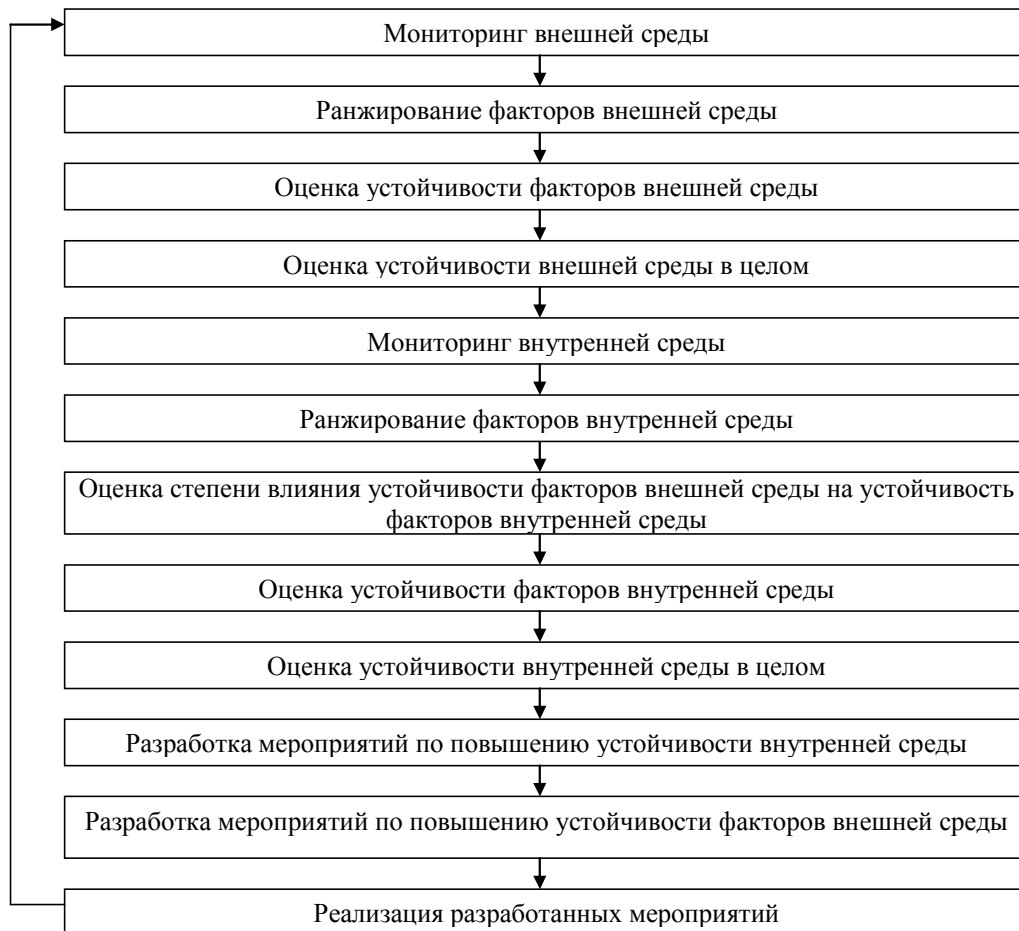 Мониторинг внешней среды
Ранжирование факторов внешней среды
Оценка устойчивости факторов внешней среды
Оценка устойчивости внешней среды в целом
Мониторинг внутренней среды
Ранжирование факторов внутренней среды
Оценка степени влияния устойчивости факторов внешней среды на устойчивость
факторов внутренней среды
Оценка устойчивости факторов внутренней среды
Оценка устойчивости внутренней среды в целом
Разработка мероприятий по повышению устойчивости внутренней среды
Разработка мероприятий по повышению устойчивости факторов внешней среды
Реализация разработанных мероприятий